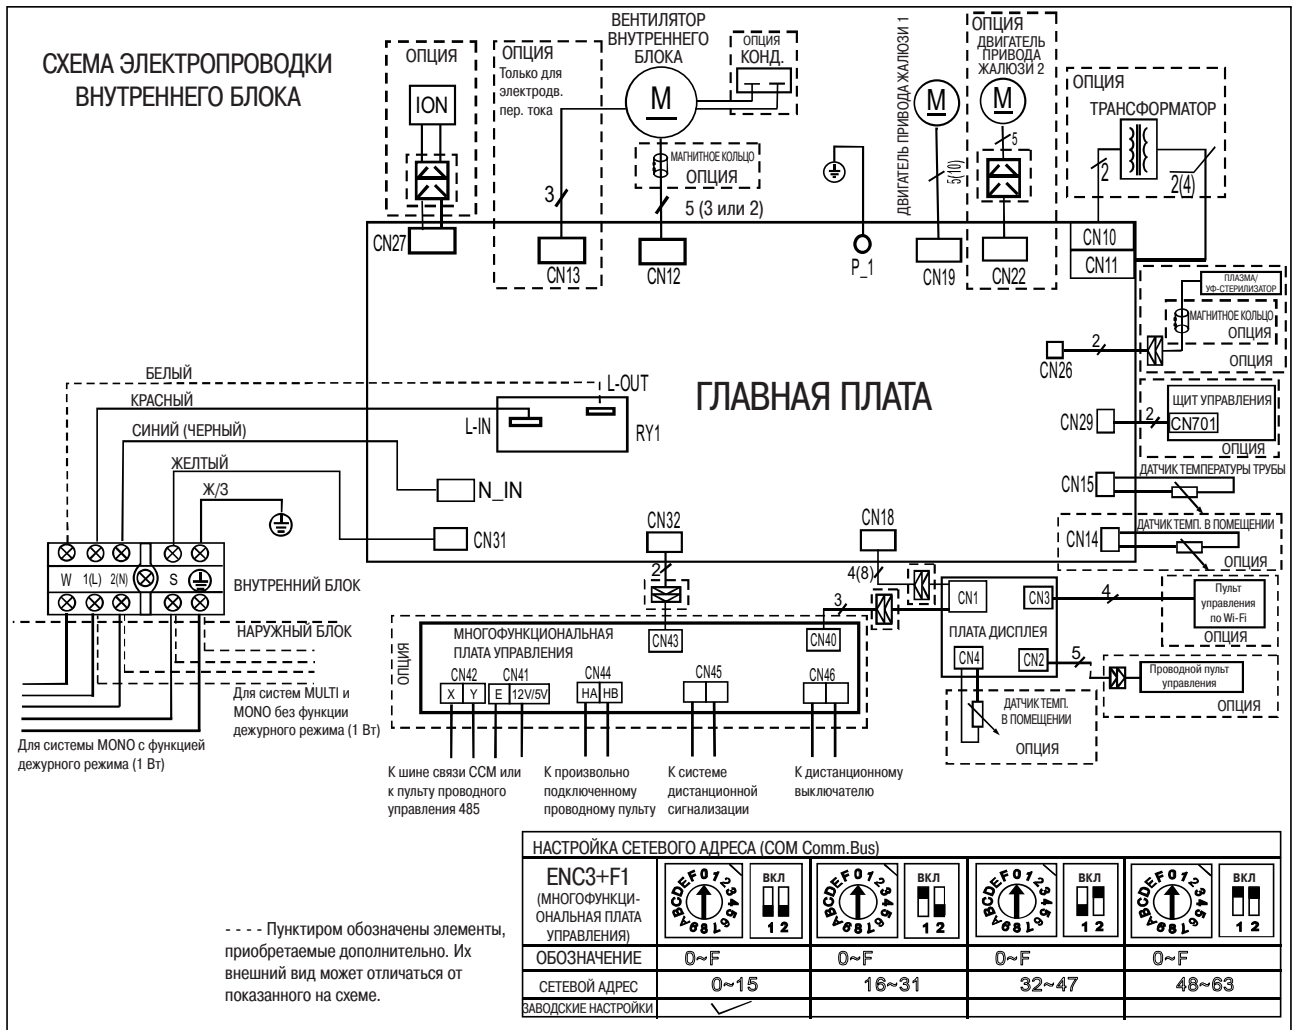 СХЕМА ЭЛЕКТРОПРОВОДКИ
ВНУТРЕННЕГО БЛОКА
ОПЦИЯ
ION
CN27
ОПЦИЯ
Только для
электродв.
пер. тока
3
CN13
ВЕНТИЛЯТОР
ВНУТРЕННЕГО
БЛОКА
M
ОПЦИЯ
КОНД.
МАГНИТНОЕ КОЛЬЦО
ОПЦИЯ
5 (3 или 2)
CN12
P_1
ДВИГАТЕЛЬ ПРИВОДА ЖАЛЮЗИ 1
M
5(10)
CN19
ОПЦИЯ
ДВИГАТЕЛЬ
ПРИВОДА
ЖАЛЮЗИ 2
M
5
CN22
ОПЦИЯ
ТРАНСФОРМАТОР
2
2(4)
CN10
CN11
ПЛАЗМА/
УФ-СТЕРИЛИЗАТОР
МАГНИТНОЕ КОЛЬЦО
ОПЦИЯ
ОПЦИЯ
2
CN26
ЩИТ УПРАВЛЕНИЯ
CN701
ОПЦИЯ
2
CN29
ДАТЧИК ТЕМПЕРАТУРЫ ТРУБЫ
CN15
ДАТЧИК ТЕМП. В ПОМЕЩЕНИИ
CN14
ОПЦИЯ
ГЛАВНАЯ ПЛАТА
БЕЛЫЙ
L-OUT
КРАСНЫЙ
L-IN
RY1
СИНИЙ (ЧЕРНЫЙ)
ЖЕЛТЫЙ
N_IN
Ж/З
CN31
W 1(L) 2(N) S
ВНУТРЕННИЙ БЛОК
НАРУЖНЫЙ БЛОК
Для систем MULTI и
MONO без функции
дежурного режима (1 Вт)
Для системы MONO с функцией
дежурного режима (1 Вт)
CN32
2
CN18
4(8)
3
ОПЦИЯ
МНОГОФУНКЦИОНАЛЬНАЯ
ПЛАТА УПРАВЛЕНИЯ
CN43
CN40
CN42 CN41 CN44 CN45 CN46
X Y E 12V/5V HA HB
К шине связи CCM или
к пульту проводного
управления 485
К произвольно
подключенному
проводному пульту
К системе
дистанционной
сигнализации
К дистанционному
выключателю
CN1
CN3
ПЛАТА ДИСПЛЕЯ
CN4
CN2
4
Пульт
управления
по Wi-Fi
ОПЦИЯ
5
Проводной пульт
управления
ОПЦИЯ
ДАТЧИК ТЕМП.
В ПОМЕЩЕНИИ
ОПЦИЯ
- - - - Пунктиром обозначены элементы,
приобретаемые дополнительно. Их
внешний вид может отличаться от
показанного на схеме.
НАСТРОЙКА СЕТЕВОГО АДРЕСА (COM Comm.Bus)
ENC3+F1
(МНОГОФУНКЦИ-
ОНАЛЬНАЯ ПЛАТА
УПРАВЛЕНИЯ)
0123456789ABCDEF ВКЛ 1 2
0123456789ABCDEF ВКЛ 1 2
0123456789ABCDEF ВКЛ 1 2
0123456789ABCDEF ВКЛ 1 2
ОБОЗНАЧЕНИЕ 0~F 0~F 0~F 0~F
СЕТЕВОЙ АДРЕС 0~15 16~31 32~47 48~63
ЗАВОДСКИЕ НАСТРОЙКИ